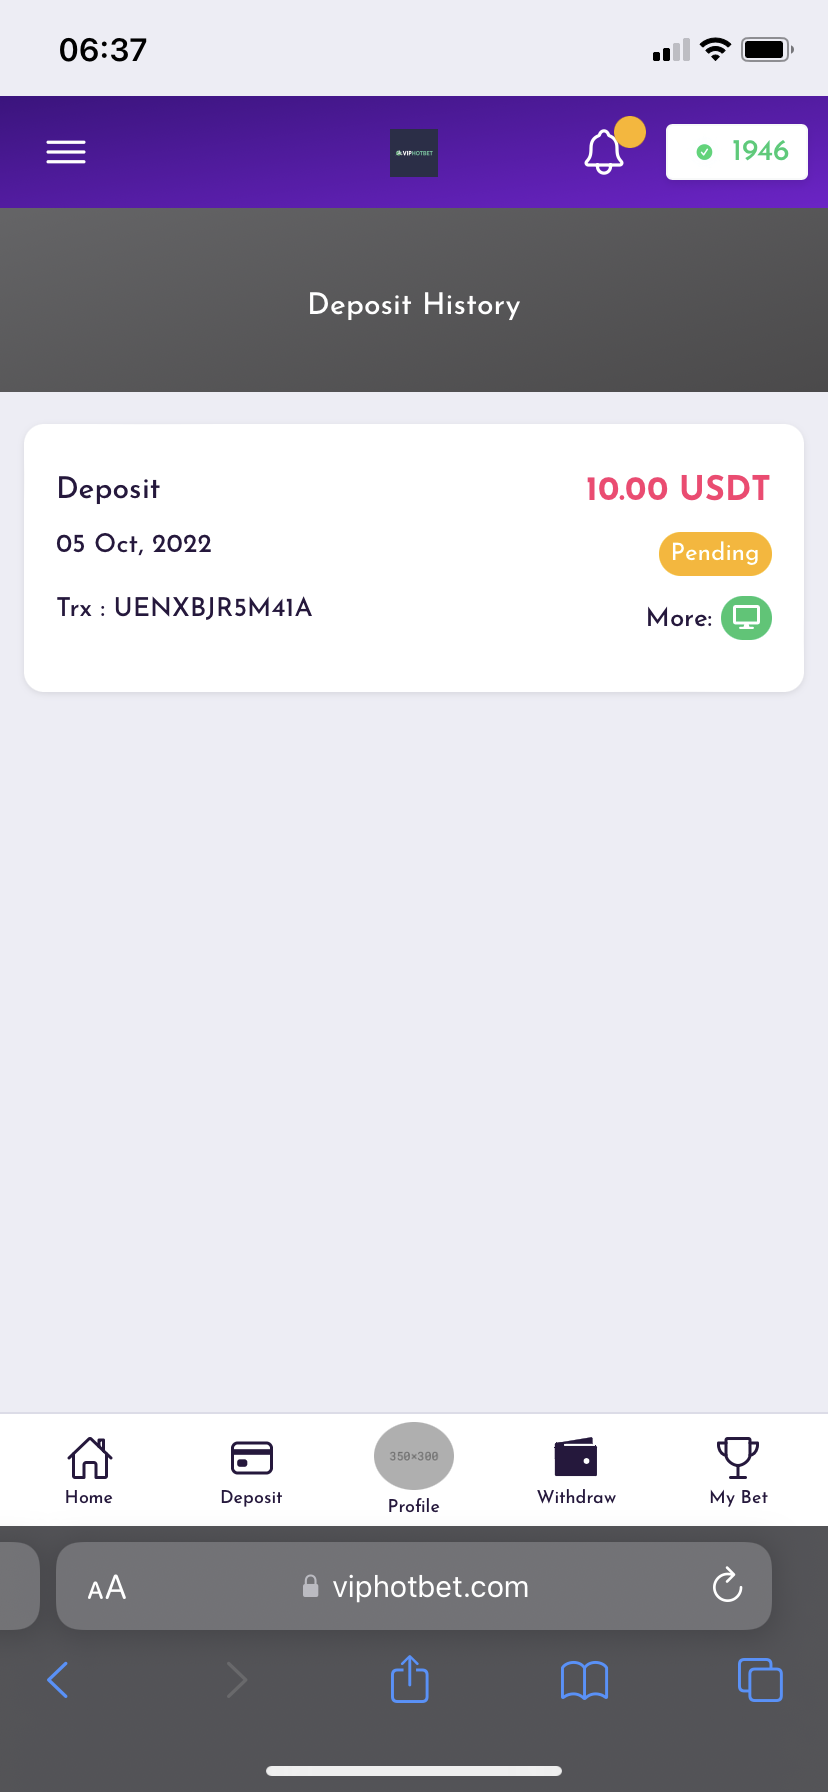 06:37
VIPHOTBET
1946
Deposit History
Deposit
10.00 USDT
05 Oct, 2022
Pending
Trx : UENXBJR5M41A
More:
350×300
Home
Deposit
Profile
Withdraw
My Bet
AA
viphotbet.com